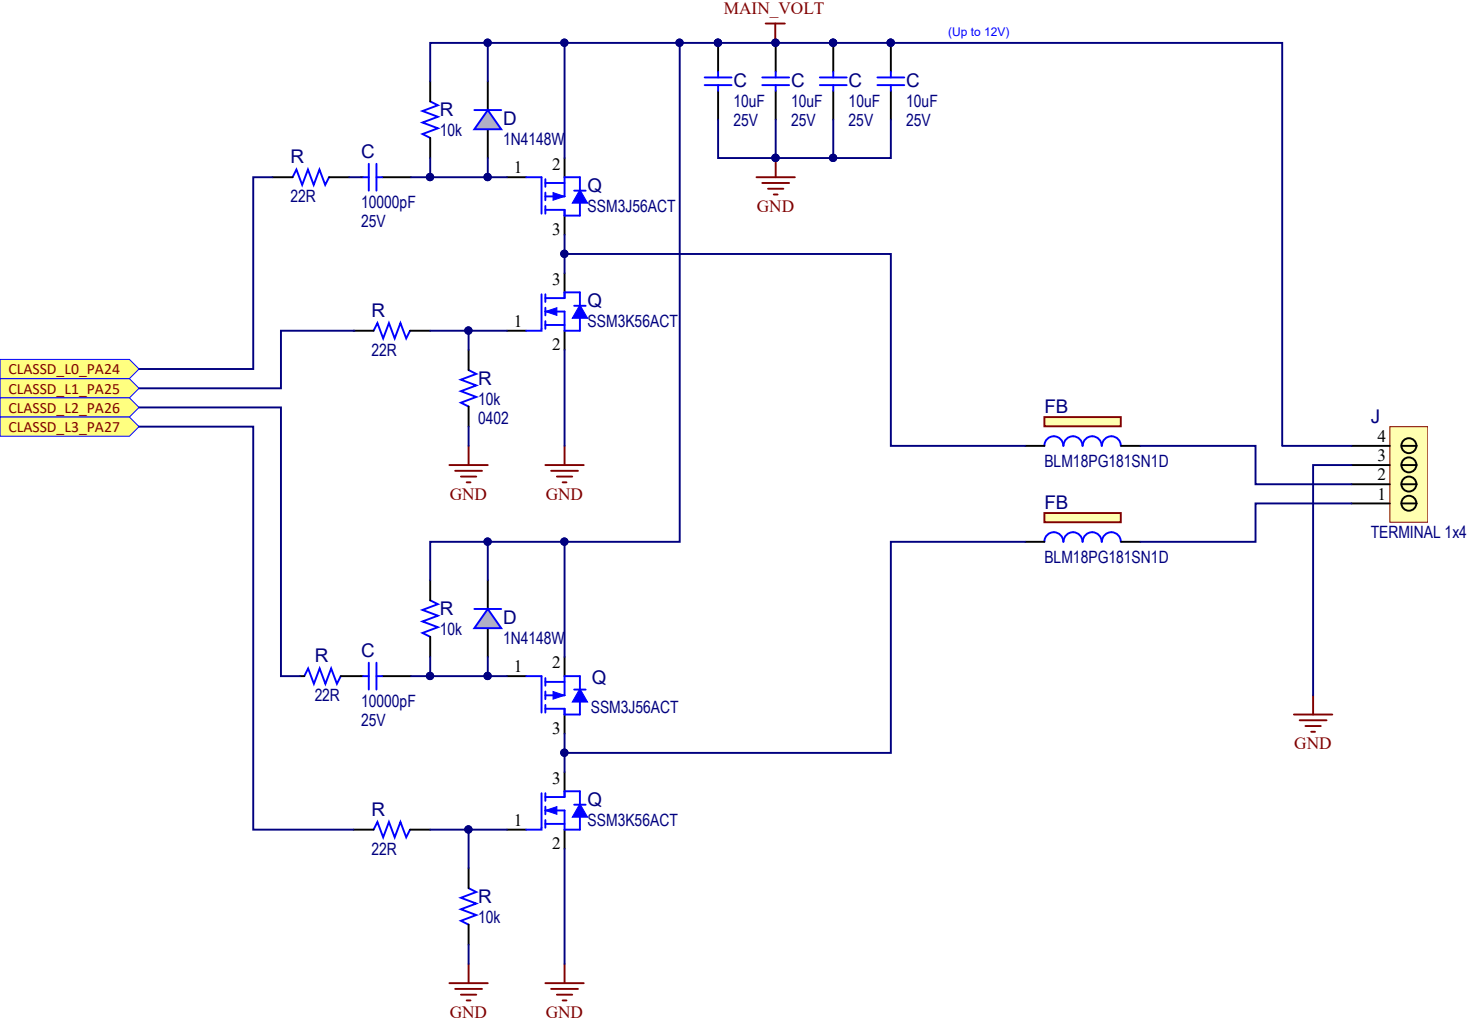 MAIN_VOLT
(Up to 12V)
R
10k
D
1N4148W
C
10uF
25V
C
10uF
25V
C
10uF
25V
C
10uF
25V
GND
R
22R
C
10000pF
25V
1
2
Q
SSM3J56ACT
3
3
Q
SSM3K56ACT
1
2
R
22R
R
10k
0402
GND
GND
CLASSD_L0_PA24
CLASSD_L1_PA25
CLASSD_L2_PA26
CLASSD_L3_PA27
FB
BLM18PG181SN1D
FB
BLM18PG181SN1D
J
4
3
2
1
TERMINAL 1x4
GND
R
10k
D
1N4148W
R
22R
C
10000pF
25V
1
2
Q
SSM3J56ACT
3
3
Q
SSM3K56ACT
1
2
R
22R
R
10k
GND
GND